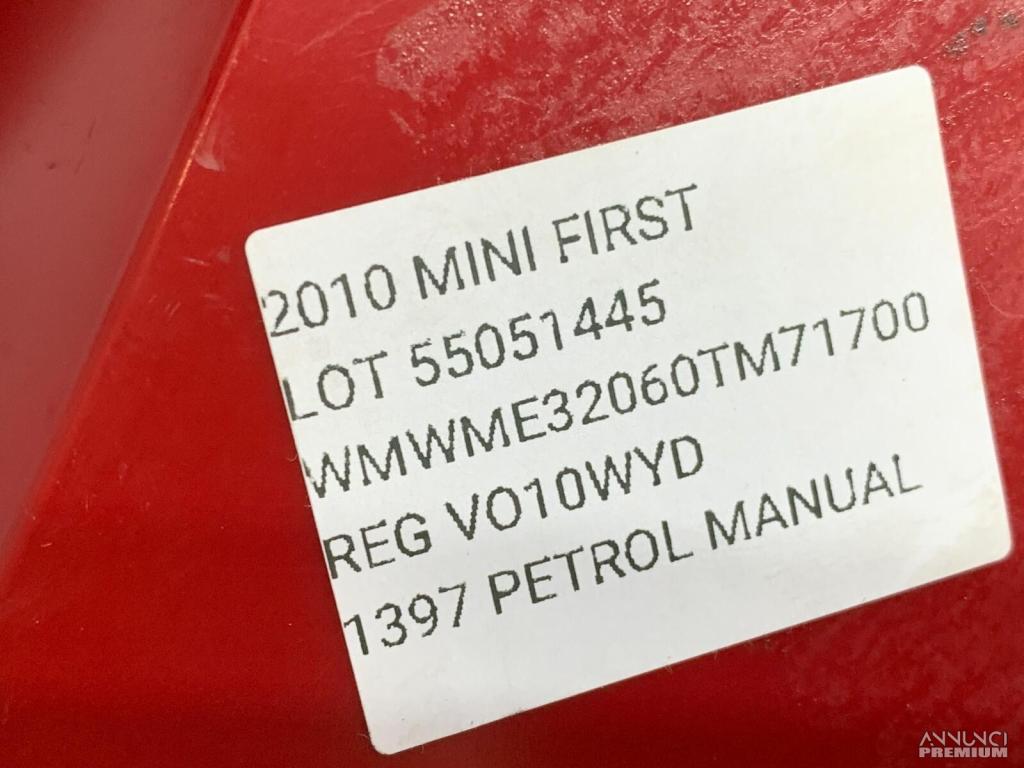 2010 MINI FIRST
LOT 55051445
WMWME32060TM71700
REG VO10WYD
1397 PETROL MANUAL
ANNUNCI
PREMIUM